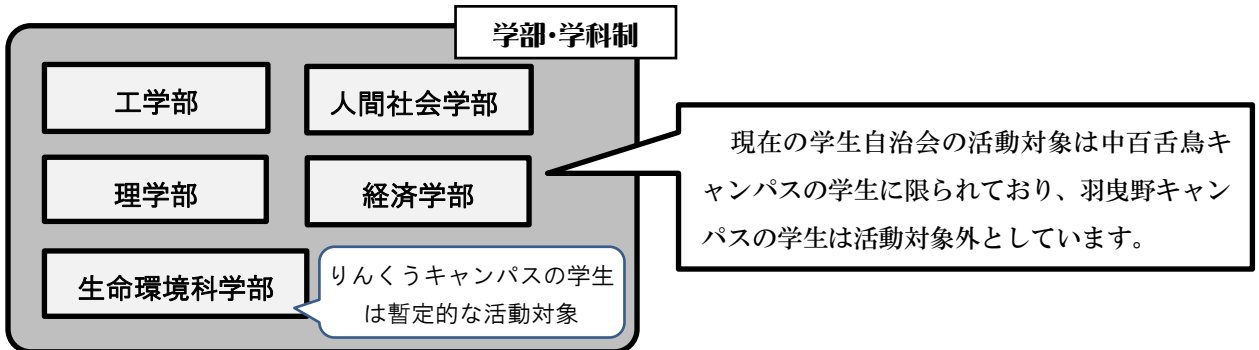 学部・学科制
工学部
人間社会学部
理学部
経済学部
生命環境科学部
りんくうキャンパスの学生
は暫定的な活動対象
現在の学生自治会の活動対象は中百舌鳥キ
ャンパスの学生に限られており、羽曳野キャン
パスの学生は活動対象外としています。